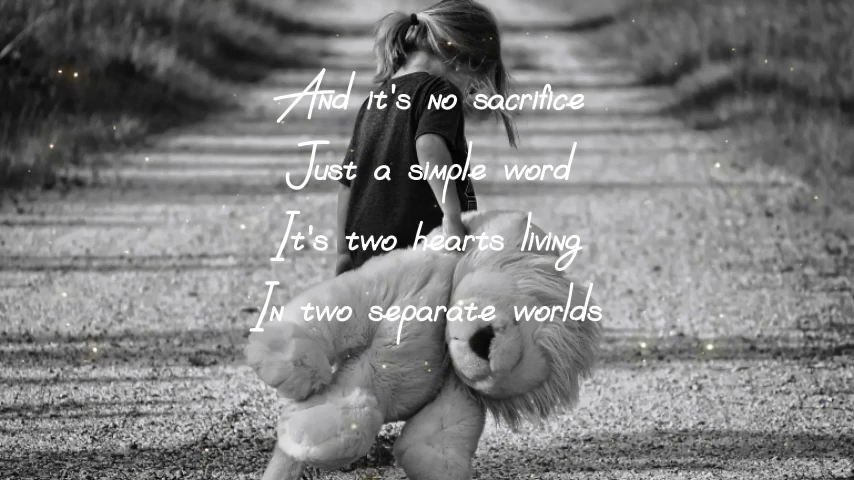 And it's no sacrifice
Just a simple word
It's two hearts living
In two separate worlds